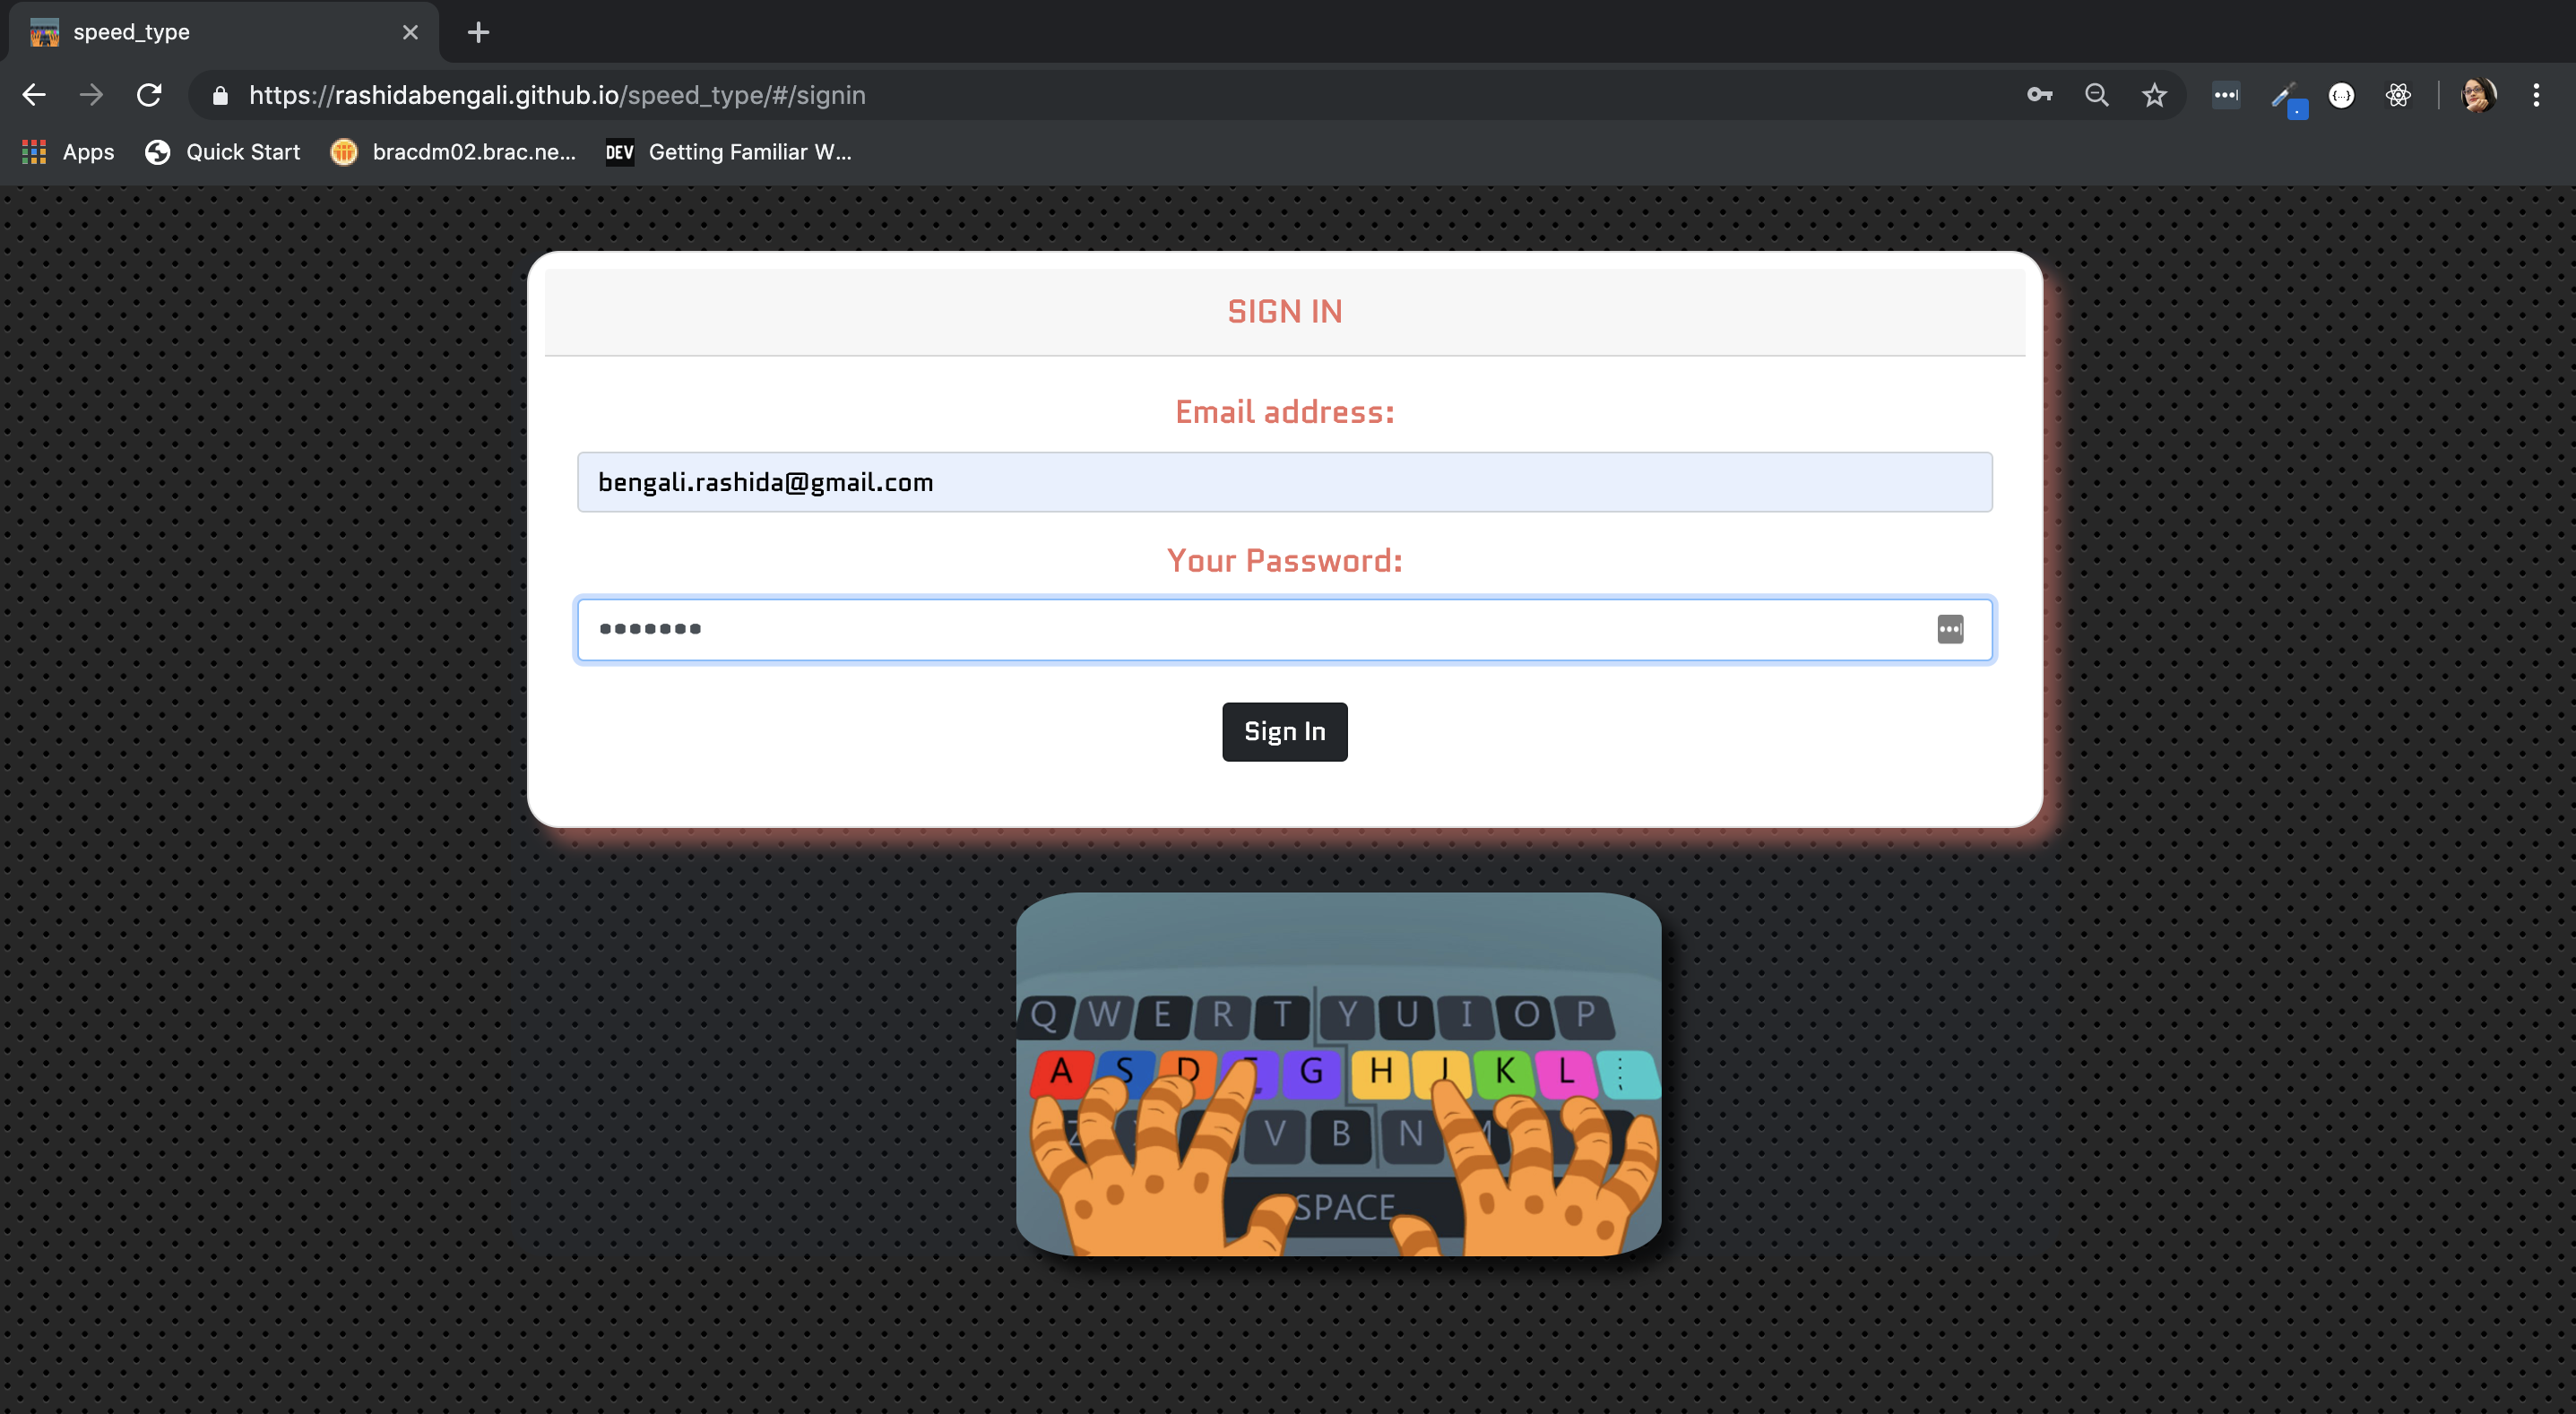 speed_type
https://rashidabengali.github.io/speed_type/#/signin
Apps Quick Start bracdm02.brac.ne... DEV Getting Familiar W...
SIGN IN
Email address:
bengali.rashida@gmail.com
Your Password:
Sign In
Q W E R T Y U I O P
A S D G H J K L ;
Z V B N M
SPACE